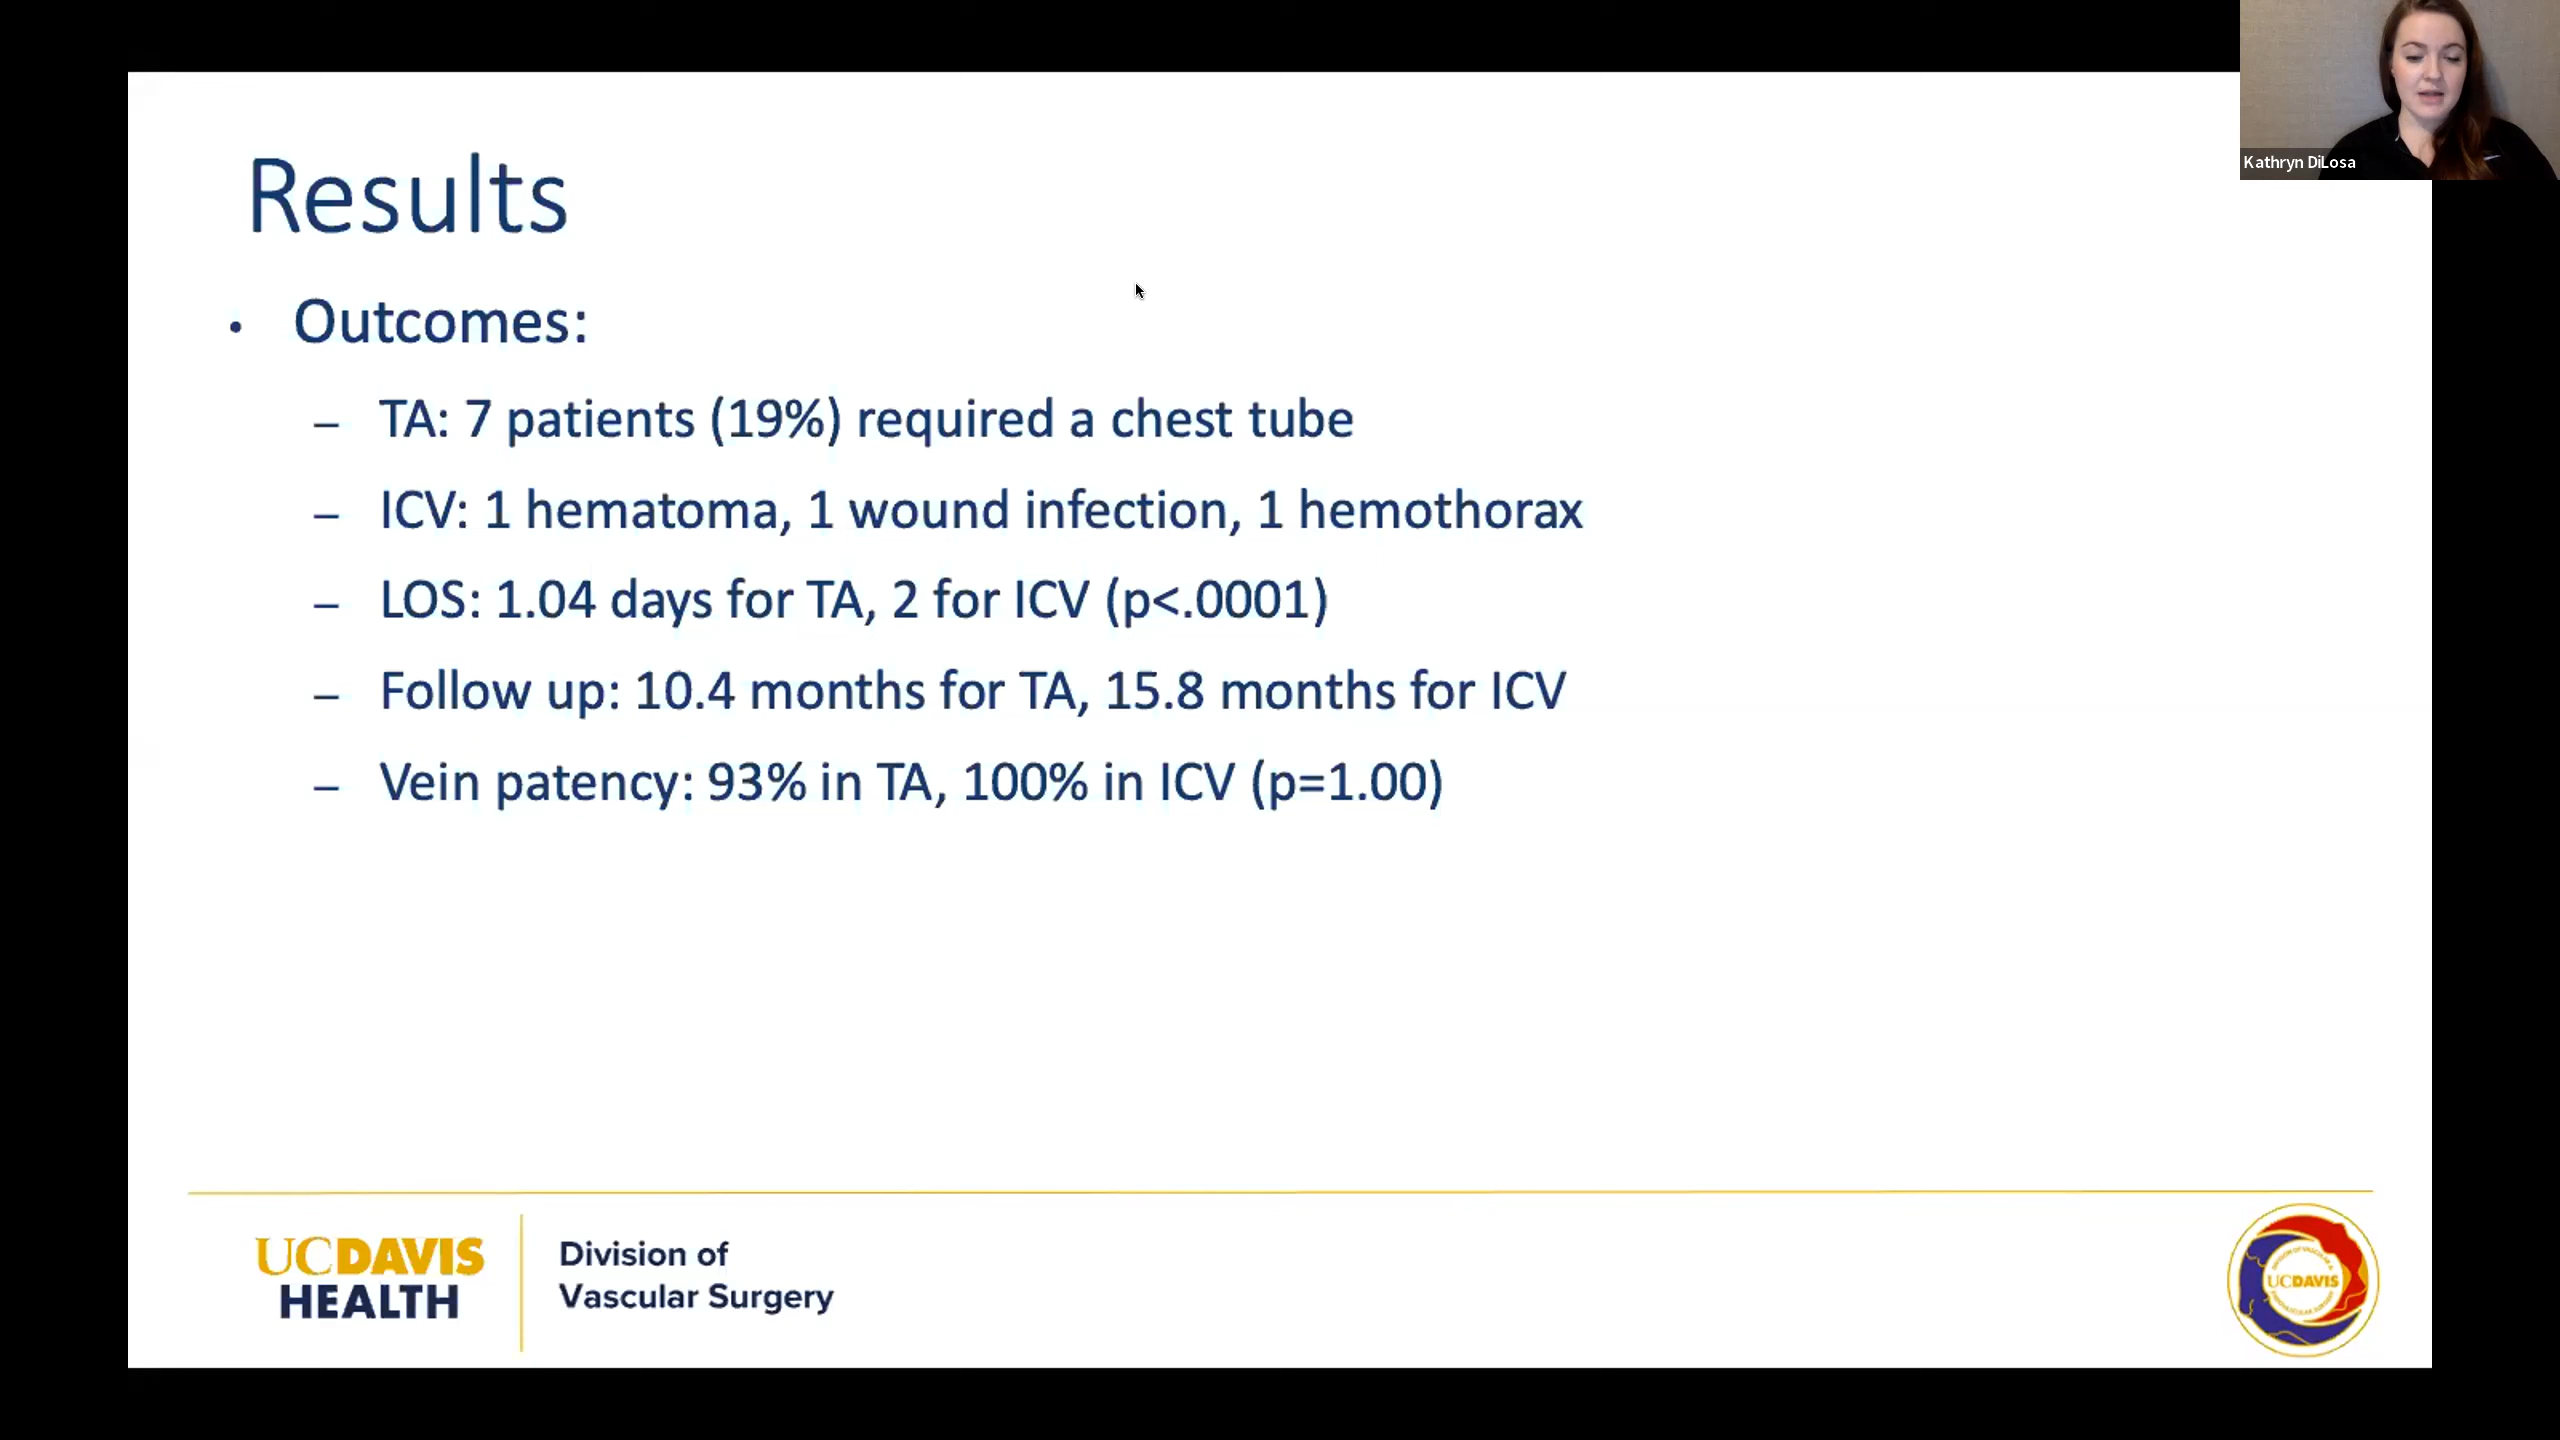 Kathryn DiLosa
Results
• Outcomes:
– TA: 7 patients (19%) required a chest tube
– ICV: 1 hematoma, 1 wound infection, 1 hemothorax
– LOS: 1.04 days for TA, 2 for ICV (p<.0001)
– Follow up: 10.4 months for TA, 15.8 months for ICV
– Vein patency: 93% in TA, 100% in ICV (p=1.00)
UCDAVIS
HEALTH
Division of
Vascular Surgery
UCDAVIS